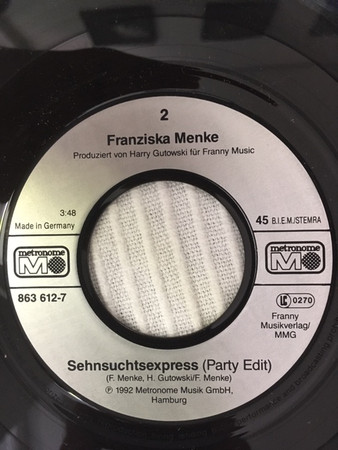 2
Franziska Menke
Produziert von Harry Gutowski für Franny Music
3:48
Made in Germany
45 B.I.E.M./STEMRA
metronome
M
metronome
M
863 612-7
LC 0270
Franny
Musikverlag/
MMG
Sehnsuchtsexpress (Party Edit)
(F. Menke, H. Gutowski/F. Menke)
℗ 1992 Metronome Musik GmbH,
Hamburg